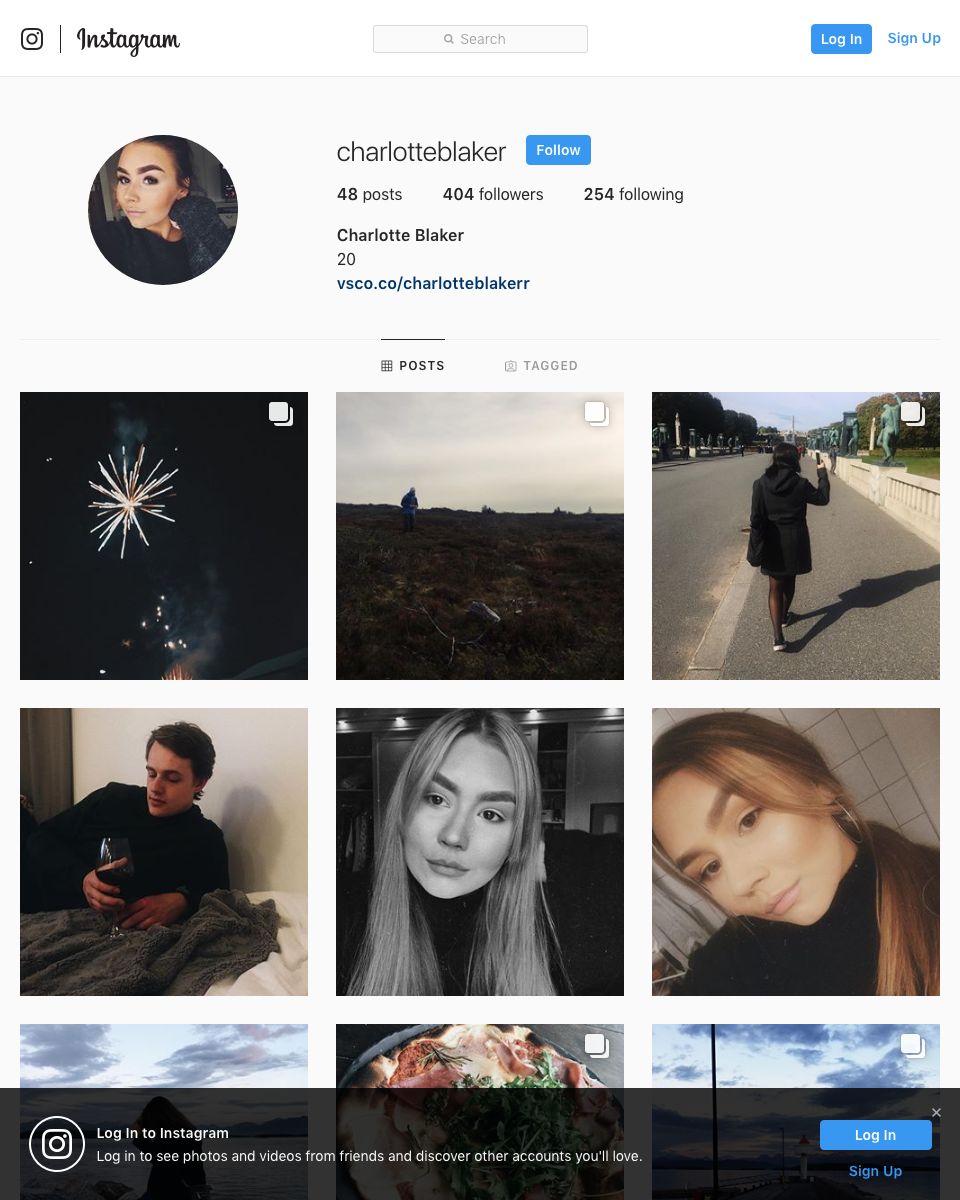 Instagram
Search
Log In
Sign Up
charlotteblaker
Follow
48 posts 404 followers 254 following
Charlotte Blaker
20
vsco.co/charlotteblakerr
POSTS
TAGGED
Log In to Instagram
Log in to see photos and videos from friends and discover other accounts you'll love.
Log In
Sign Up